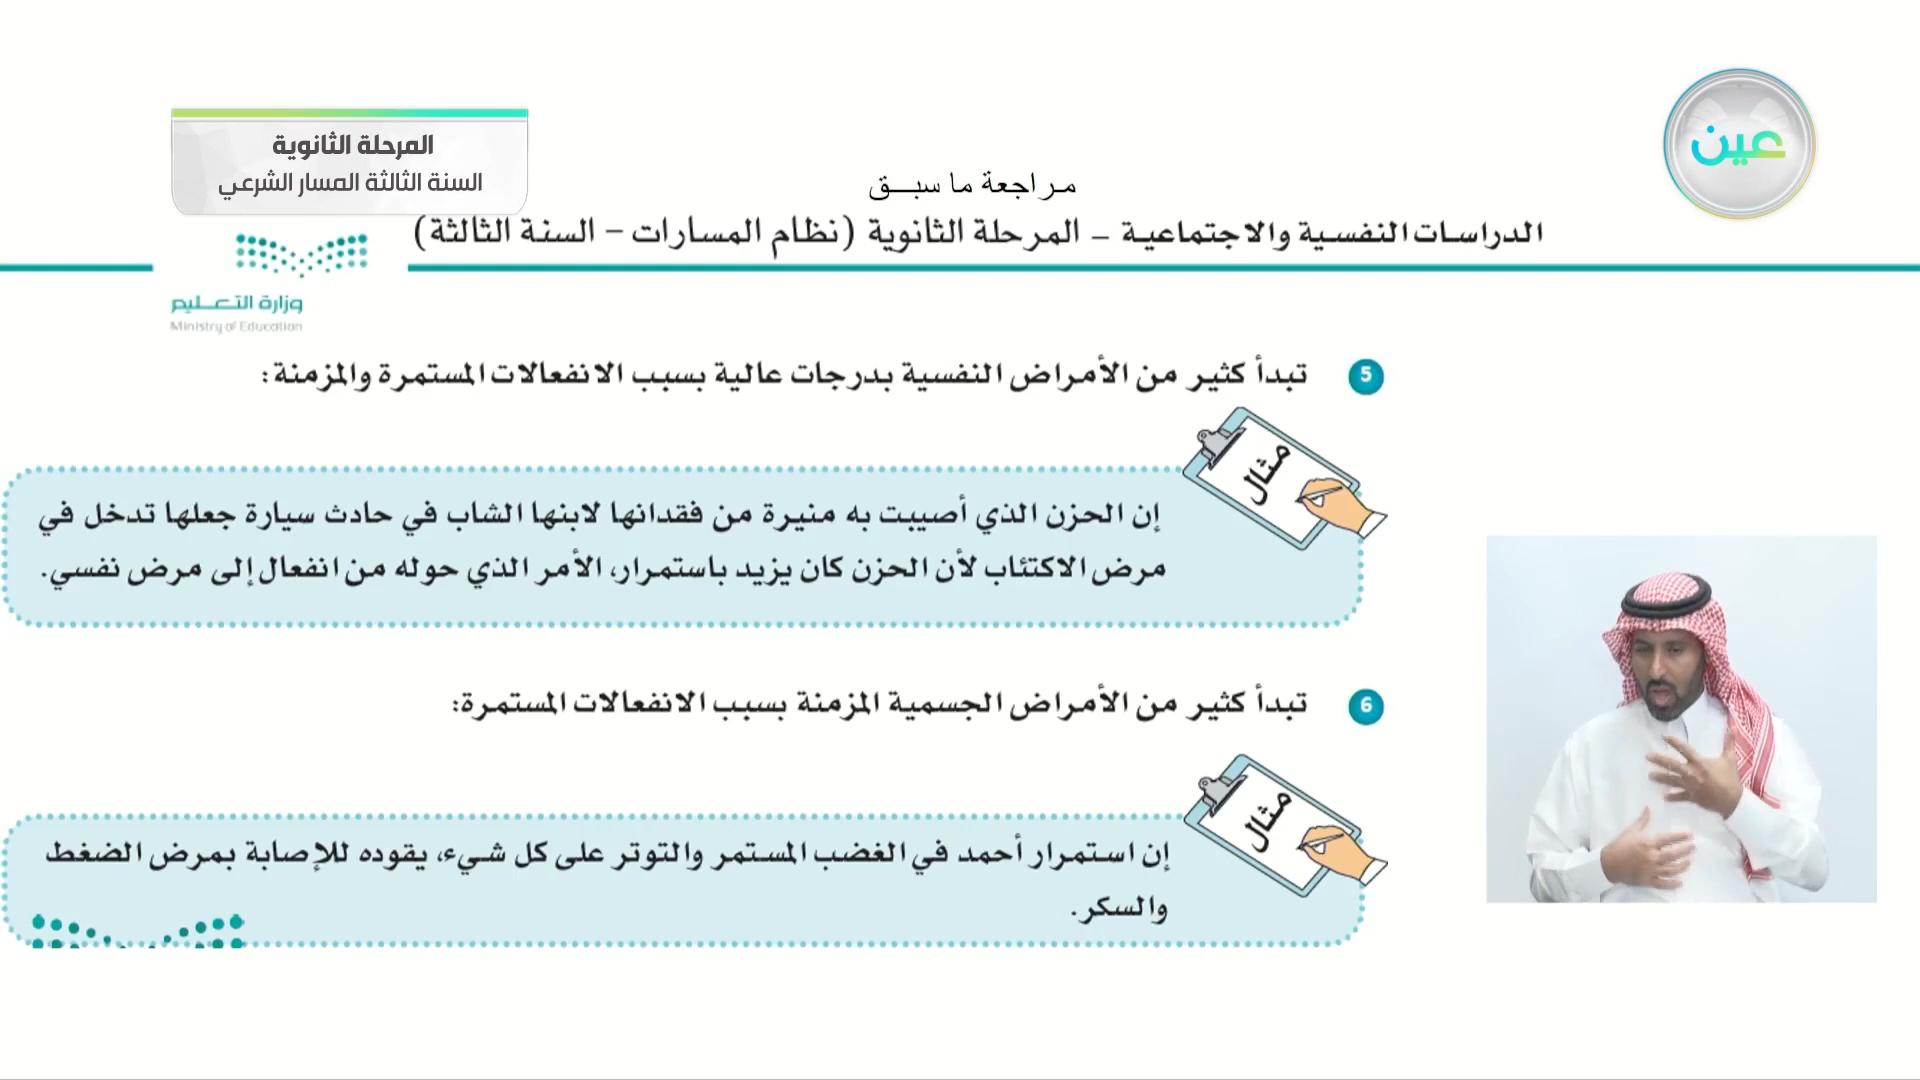 عين
المرحلة الثانوية
السنة الثالثة المسار الشرعي
مراجعة ما سبق
الدراسات النفسية والاجتماعية – المرحلة الثانوية (نظام المسارات – السنة الثالثة)
وزارة التعليم
Ministry of Education
5 تبدأ كثير من الأمراض النفسية بدرجات عالية بسبب الانفعالات المستمرة والمزمنة:
مثال
إن الحزن الذي أصيبت به منيرة من فقدانها لابنها الشاب في حادث سيارة جعلها تدخل في
مرض الاكتئاب لأن الحزن كان يزيد باستمرار، الأمر الذي حوله من انفعال إلى مرض نفسي.
6 تبدأ كثير من الأمراض الجسمية المزمنة بسبب الانفعالات المستمرة:
مثال
إن استمرار أحمد في الغضب المستمر والتوتر على كل شيء، يقوده للإصابة بمرض الضغط
والسكر.